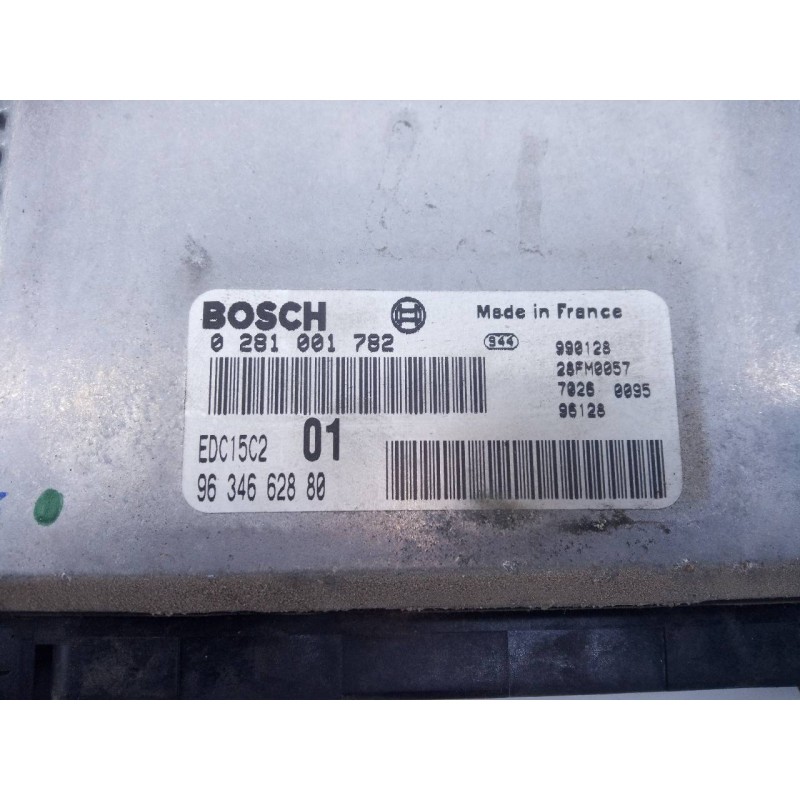 BOSCH Made in France
0 281 001 782 944 990128
28FM0057
7026 0095
96128
EDC15C2 01
96 346 628 80